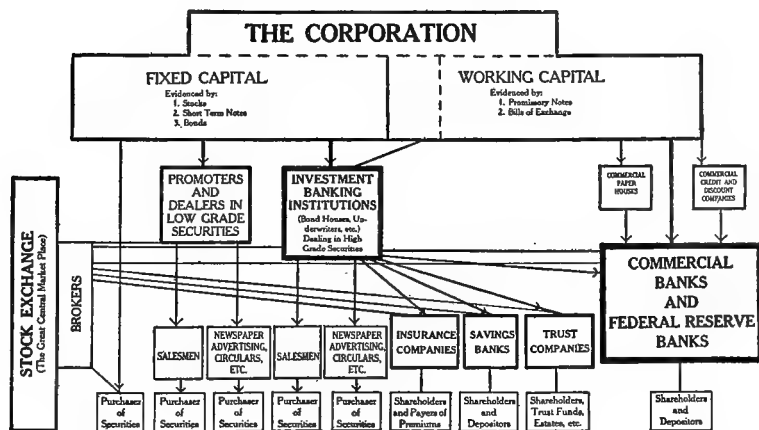 THE CORPORATION
FIXED CAPITAL
Evidenced by:
1. Stocks
2. Short Term Notes
3. Bonds
WORKING CAPITAL
Evidenced by:
1. Promissory Notes
2. Bills of Exchange
STOCK EXCHANGE
(The Great Central Market Place)
BROKERS
PROMOTERS
AND
DEALERS IN
LOW GRADE
SECURITIES
INVESTMENT
BANKING
INSTITUTIONS
(Bond Houses, Un-
derwriters, etc.)
Dealing in High
Grade Securities
COMMERCIAL
PAPER
HOUSES
COMMERCIAL
CREDIT AND
DISCOUNT
COMPANIES
COMMERCIAL
BANKS
AND
FEDERAL RESERVE
BANKS
SALESMEN
NEWSPAPER
ADVERTISING,
CIRCULARS,
ETC.
SALESMEN
NEWSPAPER
ADVERTISING,
CIRCULARS,
ETC.
INSURANCE
COMPANIES
SAVINGS
BANKS
TRUST
COMPANIES
Purchaser
of
Securities
Purchaser
of
Securities
Purchaser
of
Securities
Purchaser
of
Securities
Purchaser
of
Securities
Shareholders
and Payers of
Premiums
Shareholders
and
Depositors
Shareholders,
Trust Funds,
Estates, etc.
Shareholders
and
Depositors